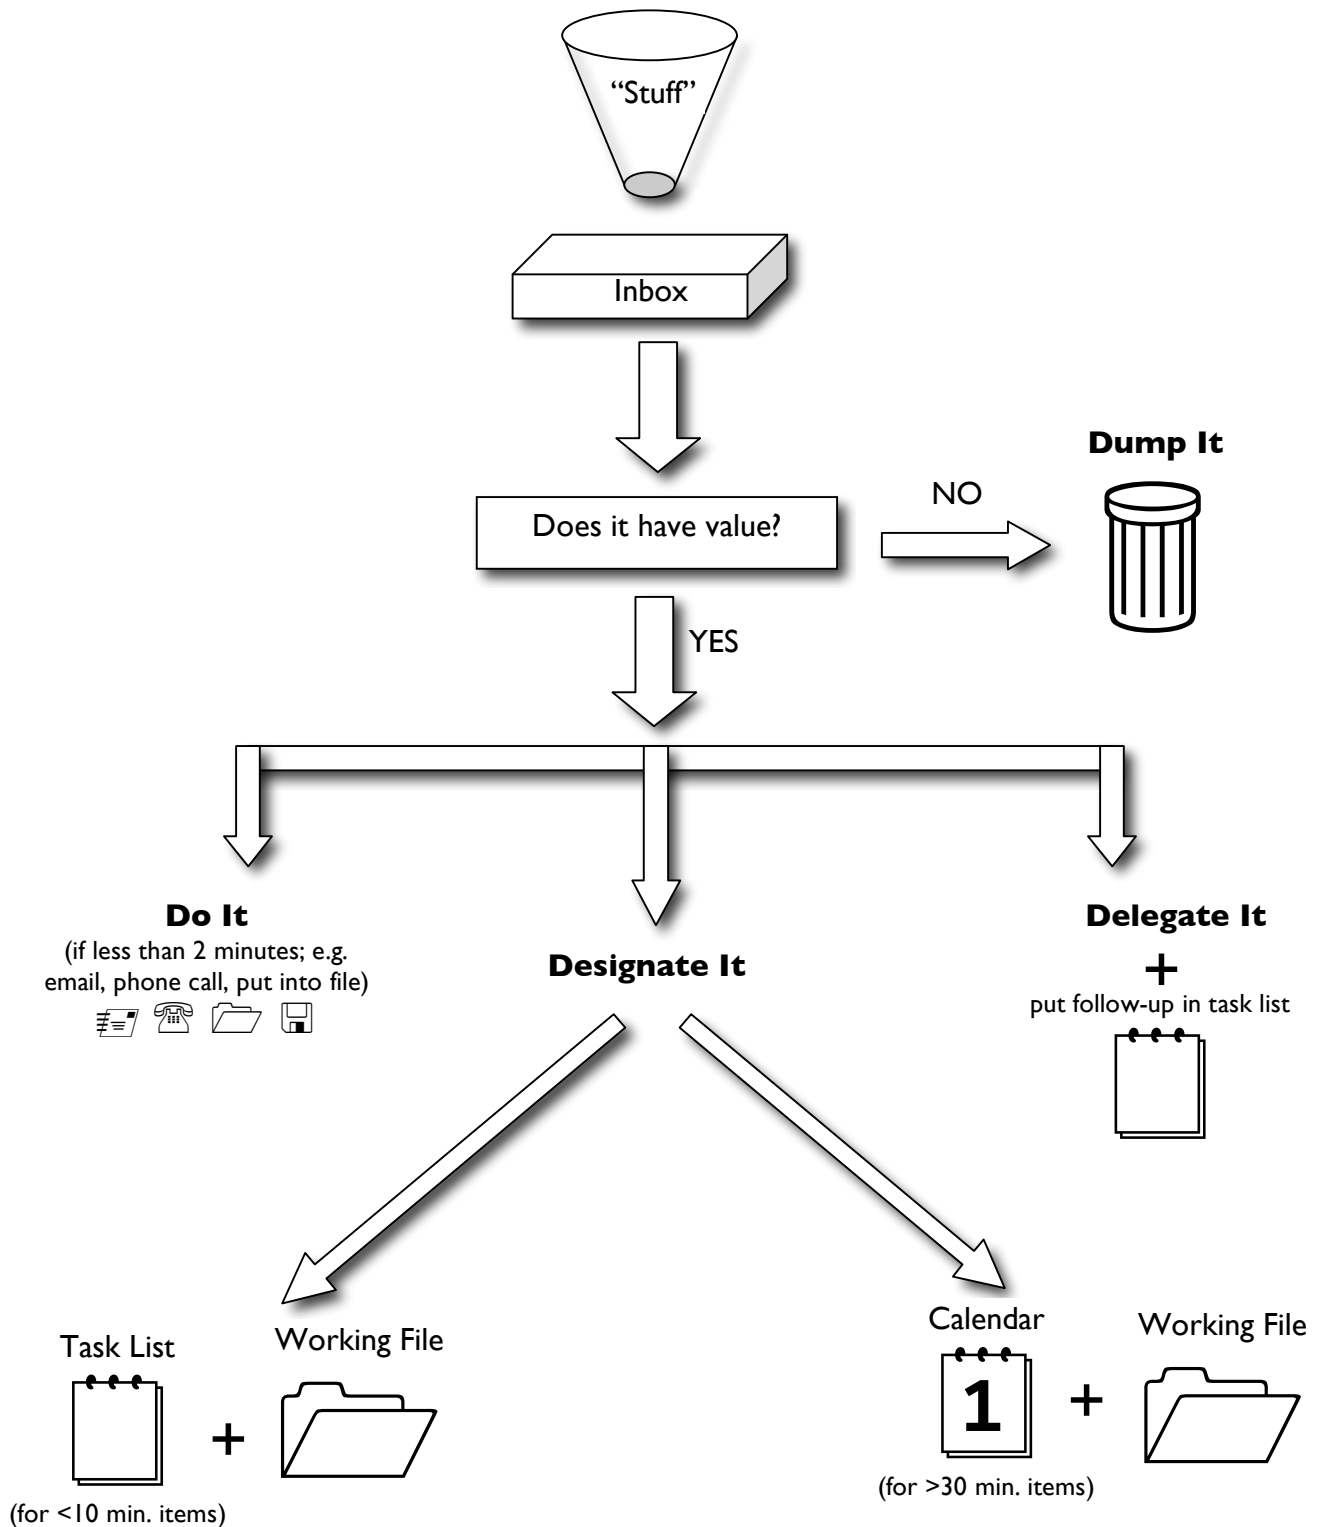 “Stuff”
Inbox
Dump It
NO
Does it have value?
YES
Do It
(if less than 2 minutes; e.g.
email, phone call, put into file)
Designate It
Delegate It
+
put follow-up in task list
Task List
Working File
+
(for <10 min. items)
Calendar
Working File
1
+
(for >30 min. items)